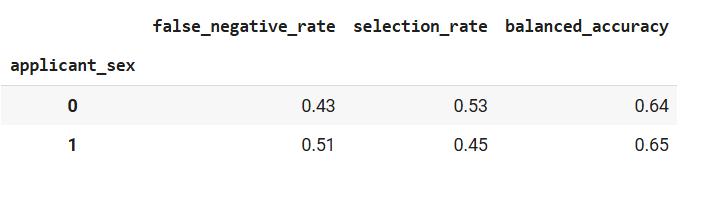 false_negative_rate selection_rate balanced_accuracy
applicant_sex
0 0.43 0.53 0.64
1 0.51 0.45 0.65